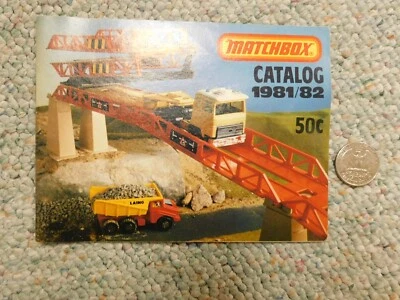 MATCHBOX
CATALOG
1981/82
50¢
LAING